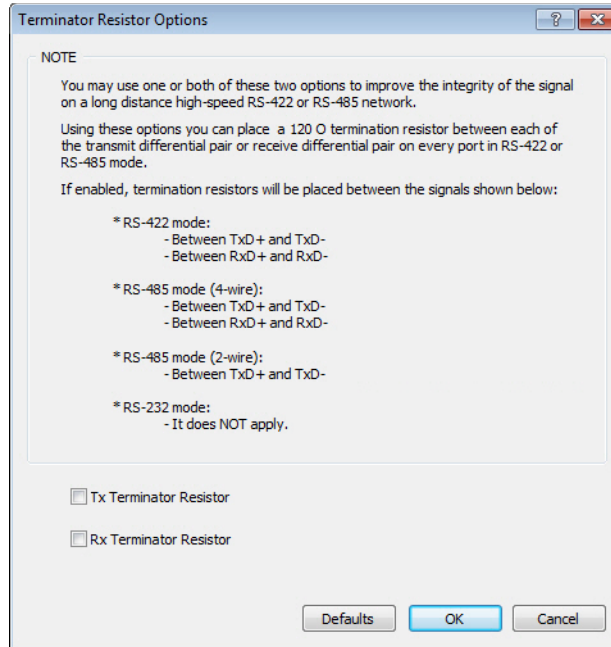 Terminator Resistor Options
NOTE
You may use one or both of these two options to improve the integrity of the signal
on a long distance high-speed RS-422 or RS-485 network.
Using these options you can place a 120 O termination resistor between each of
the transmit differential pair or receive differential pair on every port in RS-422 or
RS-485 mode.
If enabled, termination resistors will be placed between the signals shown below:
* RS-422 mode:
- Between TxD+ and TxD-
- Between RxD+ and RxD-
* RS-485 mode (4-wire):
- Between TxD+ and TxD-
- Between RxD+ and RxD-
* RS-485 mode (2-wire):
- Between TxD+ and TxD-
* RS-232 mode:
- It does NOT apply.
Tx Terminator Resistor
Rx Terminator Resistor
Defaults OK Cancel